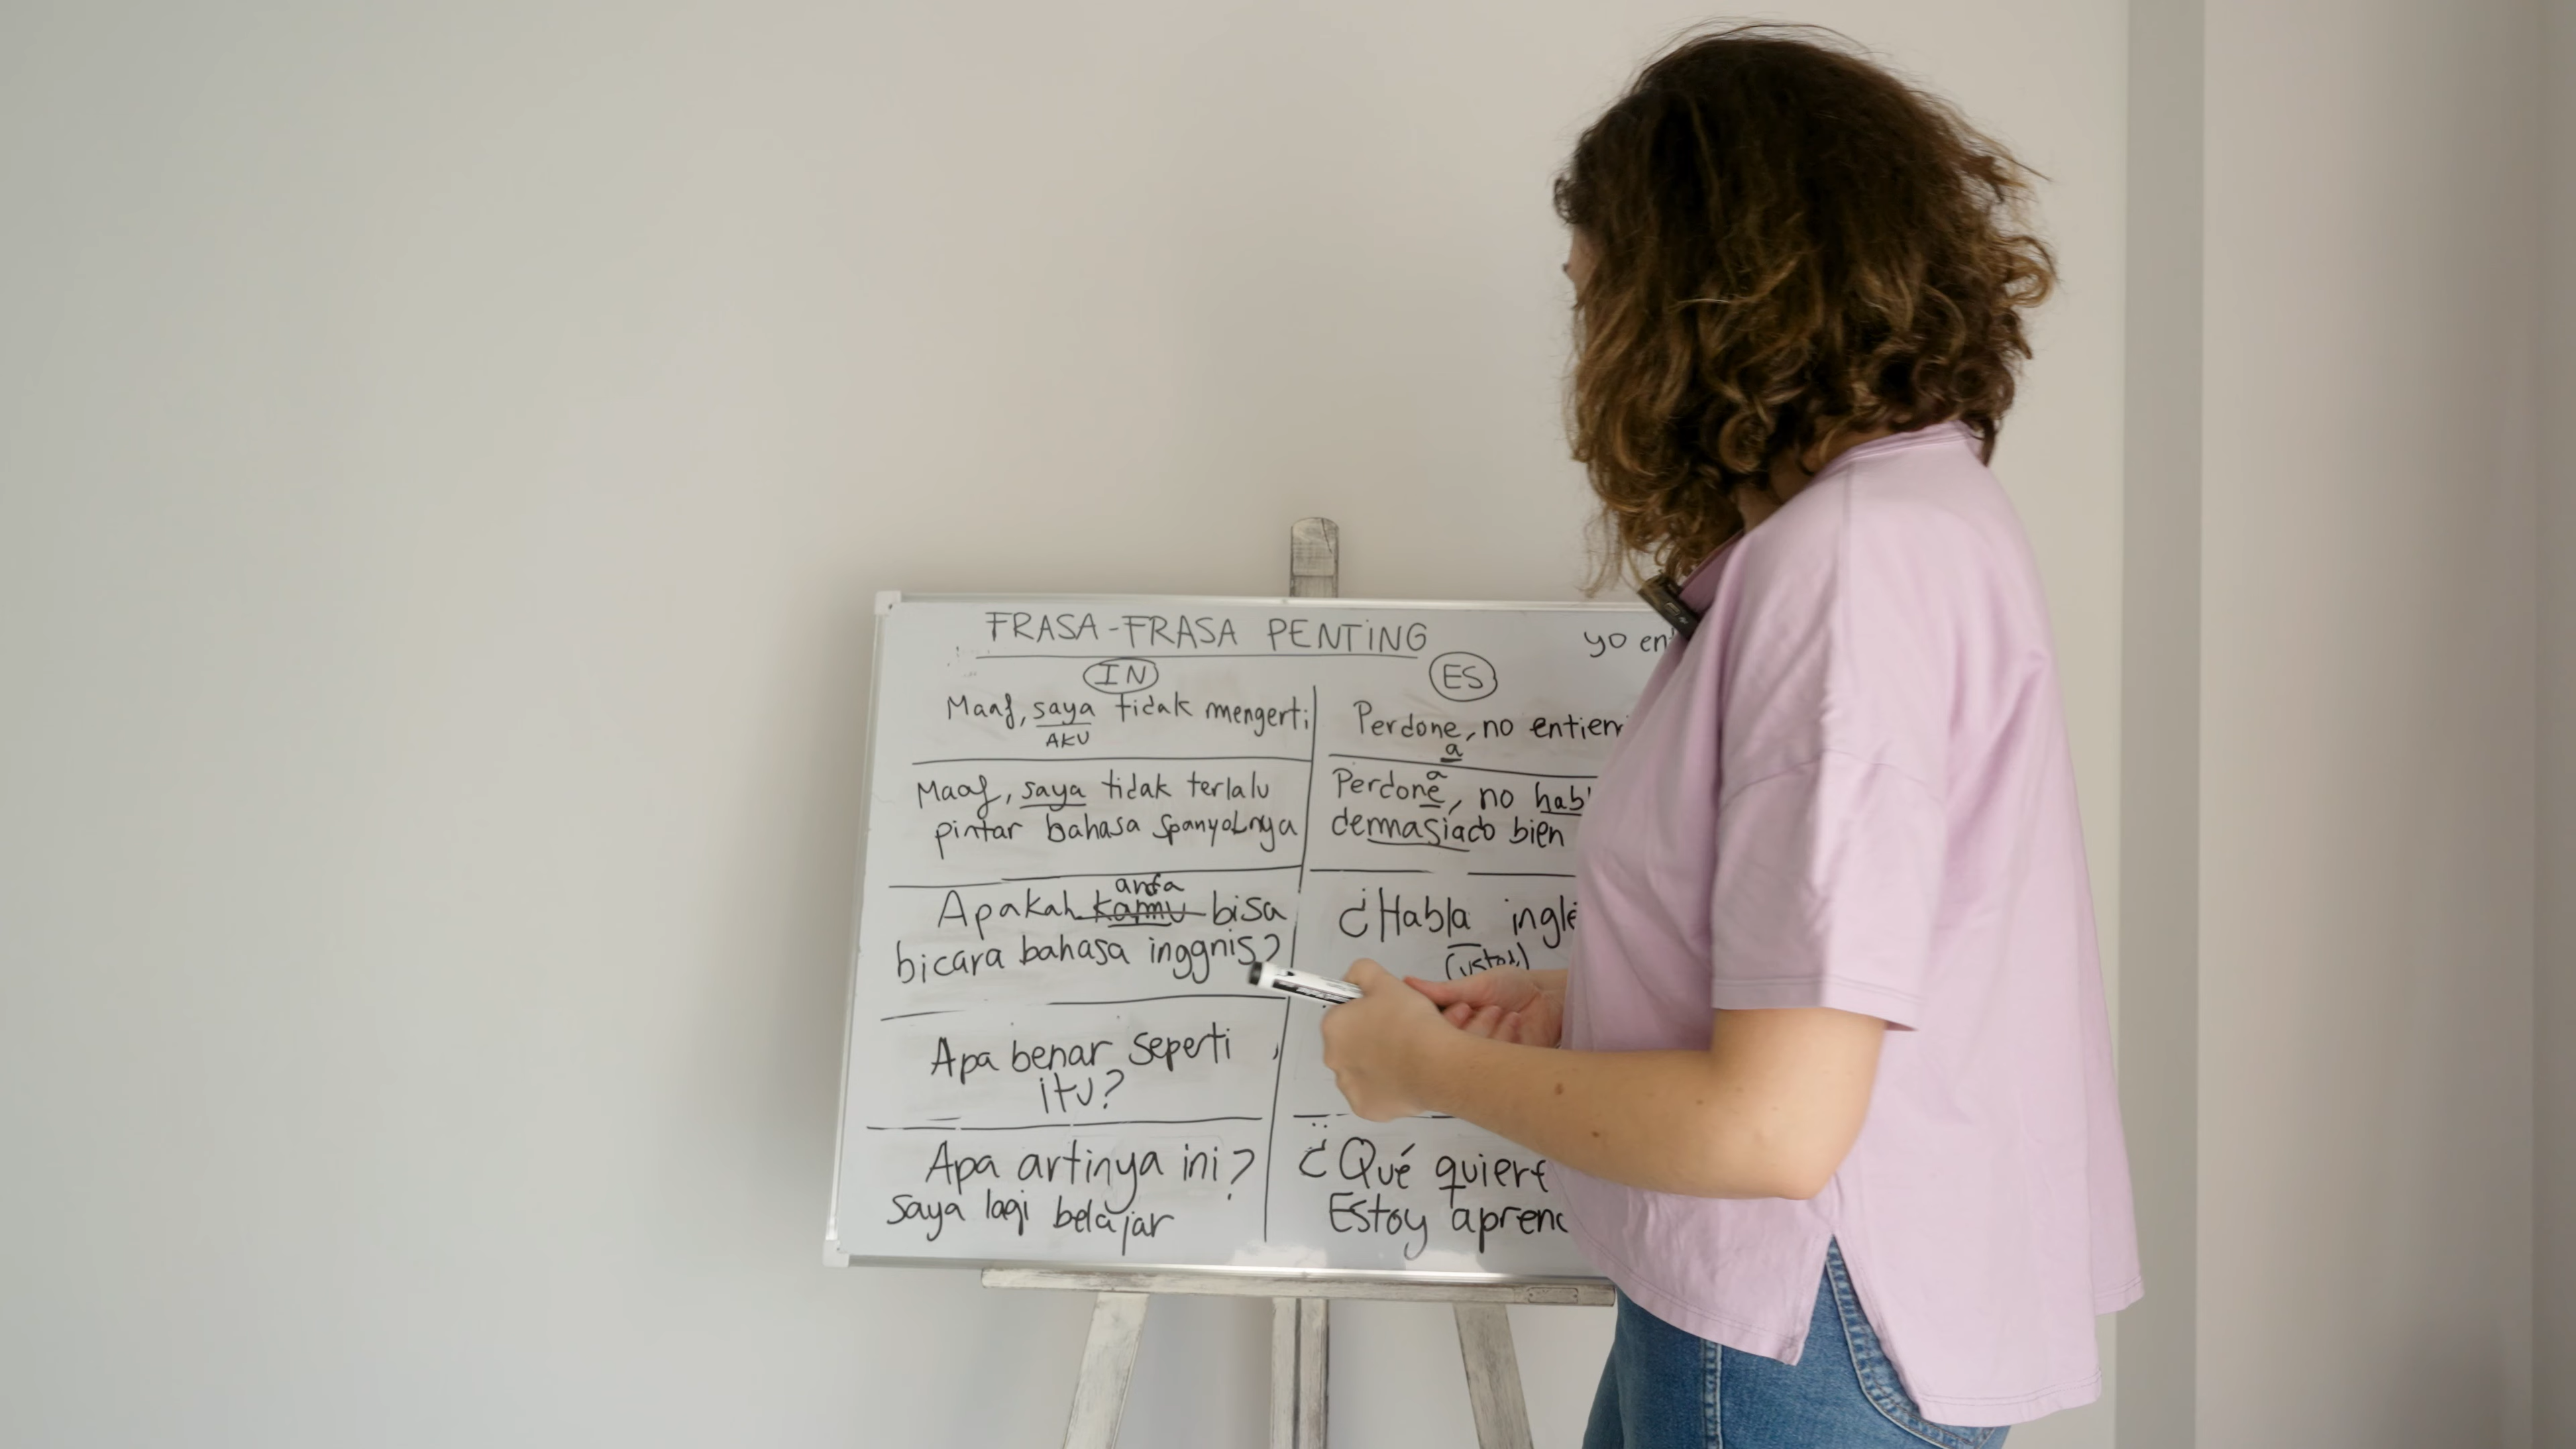 FRASA-FRASA PENTING
yo en
IN
ES
Maaf, saya tidak mengerti
AKU
Perdone, no entien
a
Maaf, saya tidak terlalu
pintar bahasa spanyolnya
a
Perdone, no habl
demasiado bien
anda
Apakah kamu bisa
bicara bahasa inggnis?
¿Habla inglé
(usted)
Apa benar seperti
itu?
Apa artinya ini?
Saya lagi belajar
¿Qué quiere
Estoy apren